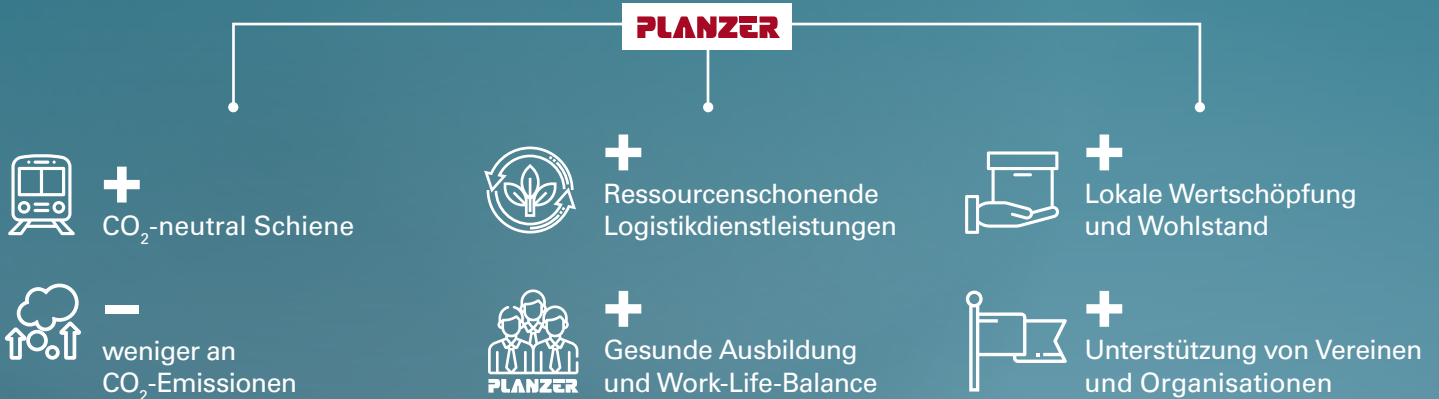 PLANZER
+
CO₂-neutral Schiene
−
weniger an
CO₂-Emissionen
+
Ressourcenschonende
Logistikdienstleistungen
PLANZER
+
Gesunde Ausbildung
und Work-Life-Balance
+
Lokale Wertschöpfung
und Wohlstand
+
Unterstützung von Vereinen
und Organisationen